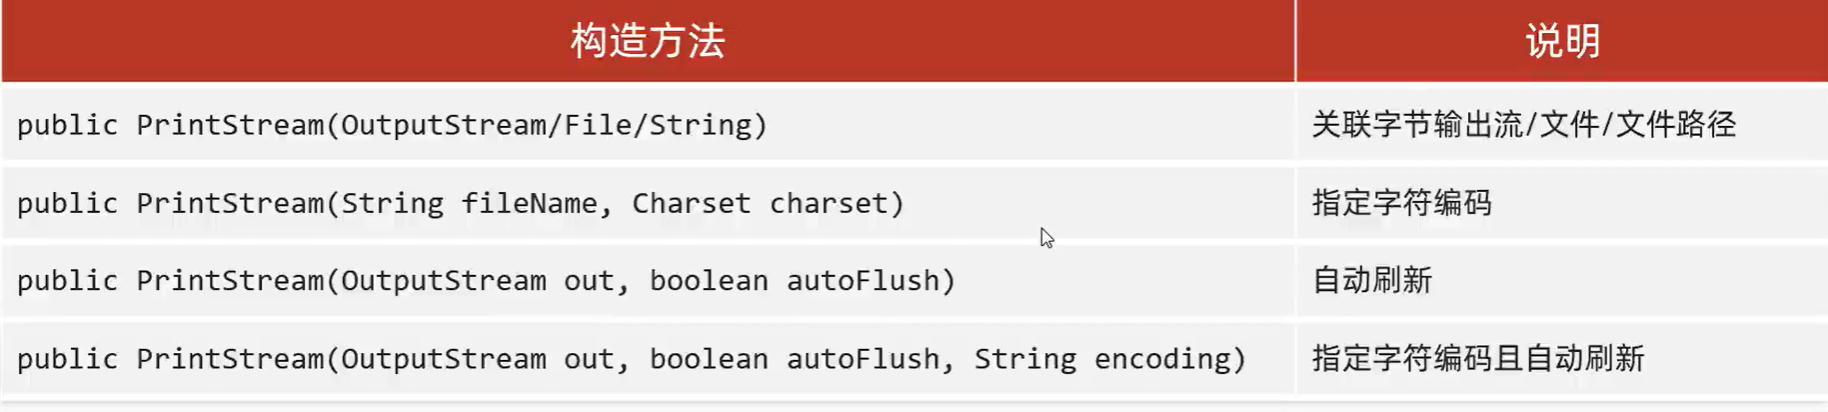 构造方法 说明
public PrintStream(OutputStream/File/String) 关联字节输出流/文件/文件路径
public PrintStream(String fileName, Charset charset) 指定字符编码
public PrintStream(OutputStream out, boolean autoFlush) 自动刷新
public PrintStream(OutputStream out, boolean autoFlush, String encoding) 指定字符编码且自动刷新